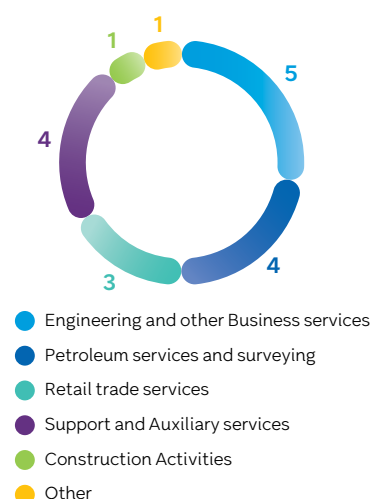 1
1
5
4
4
3
Engineering and other Business services
Petroleum services and surveying
Retail trade services
Support and Auxiliary services
Construction Activities
Other